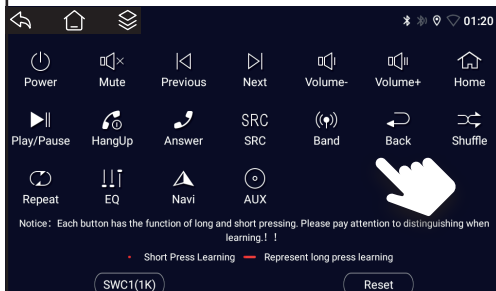 01:20
Power Mute Previous Next Volume- Volume+ Home
SRC
Play/Pause HangUp Answer SRC Band Back Shuffle
Repeat EQ Navi AUX
Notice: Each button has the function of long and short pressing. Please pay attention to distinguishing when
learning.! !
Short Press Learning Represent long press learning
SWC1(1K) Reset